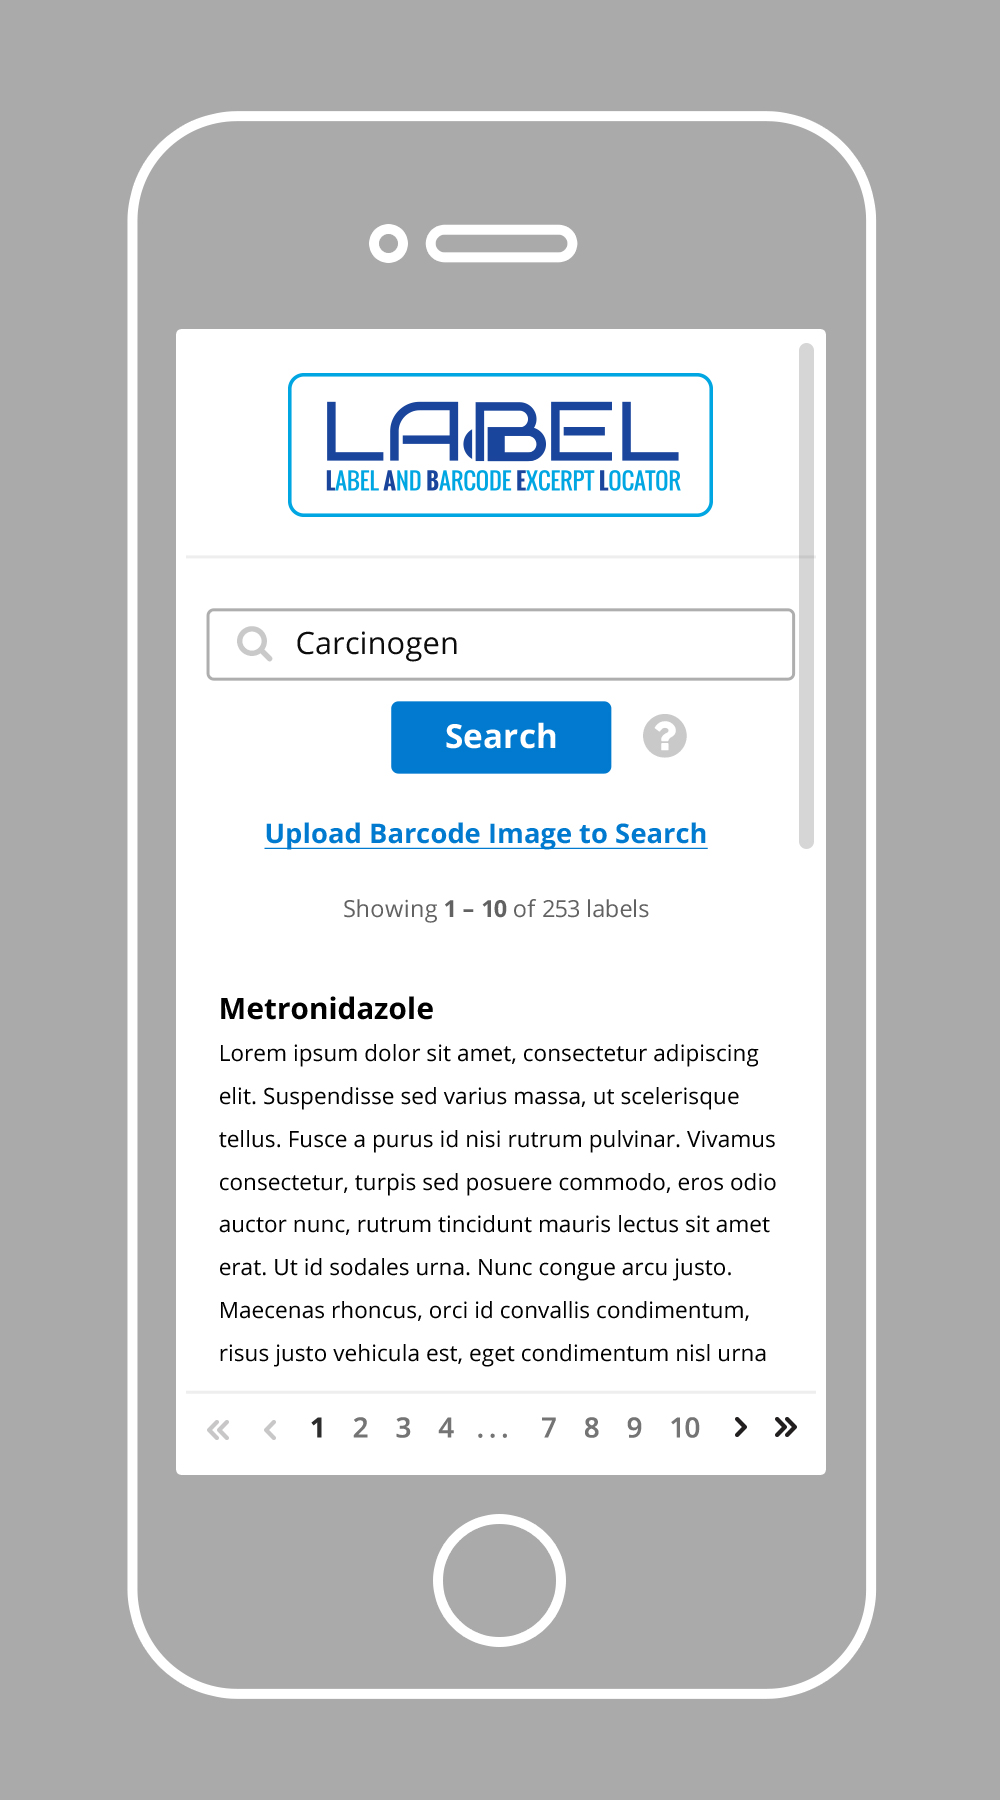 LABEL
LABEL AND BARCODE EXCERPT LOCATOR
Carcinogen
Search
?
Upload Barcode Image to Search
Showing 1 – 10 of 253 labels
Metronidazole
Lorem ipsum dolor sit amet, consectetur adipiscing
elit. Suspendisse sed varius massa, ut scelerisque
tellus. Fusce a purus id nisi rutrum pulvinar. Vivamus
consectetur, turpis sed posuere commodo, eros odio
auctor nunc, rutrum tincidunt mauris lectus sit amet
erat. Ut id sodales urna. Nunc congue arcu justo.
Maecenas rhoncus, orci id convallis condimentum,
risus justo vehicula est, eget condimentum nisl urna
« ‹ 1 2 3 4 ... 7 8 9 10 › »